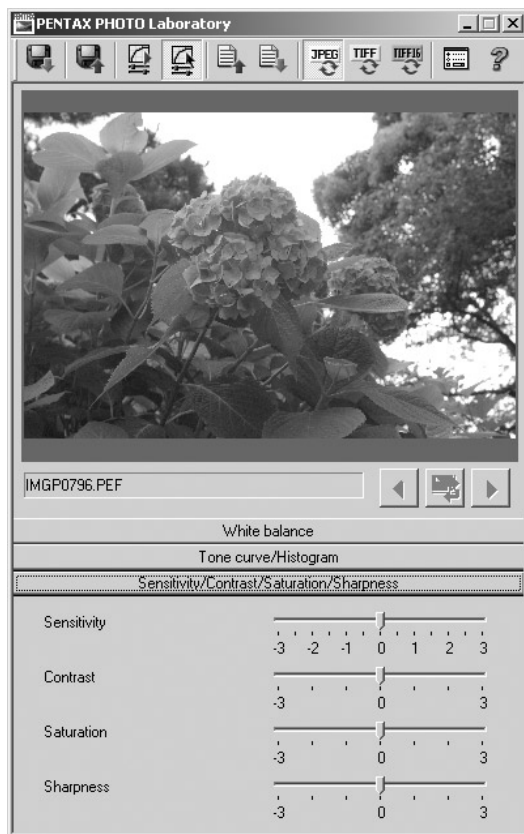 PENTAX PHOTO Laboratory
JPEG TIFF TIFF16 ?
IMGP0796.PEF
White balance
Tone curve/Histogram
Sensitivity/Contrast/Saturation/Sharpness
Sensitivity
-3 -2 -1 0 1 2 3
Contrast
-3 0 3
Saturation
-3 0 3
Sharpness
-3 0 3